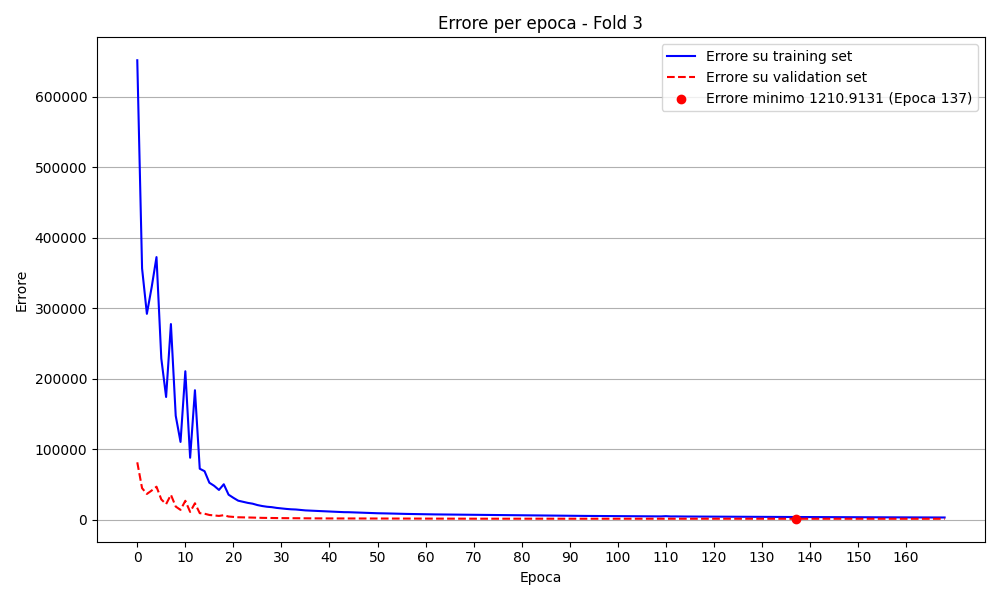 Errore per epoca - Fold 3
Errore su training set
Errore su validation set
Errore minimo 1210.9131 (Epoca 137)
Errore
600000
500000
400000
300000
200000
100000
0
0 10 20 30 40 50 60 70 80 90 100 110 120 130 140 150 160
Epoca